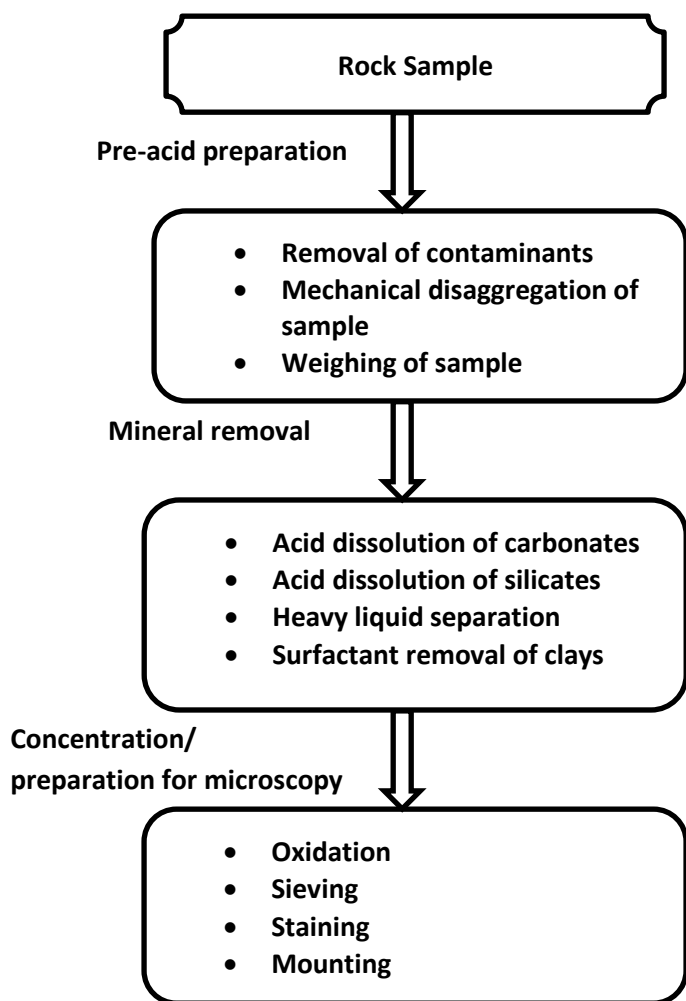 Rock Sample
Pre-acid preparation
• Removal of contaminants
• Mechanical disaggregation of
sample
• Weighing of sample
Mineral removal
• Acid dissolution of carbonates
• Acid dissolution of silicates
• Heavy liquid separation
• Surfactant removal of clays
Concentration/
preparation for microscopy
• Oxidation
• Sieving
• Staining
• Mounting